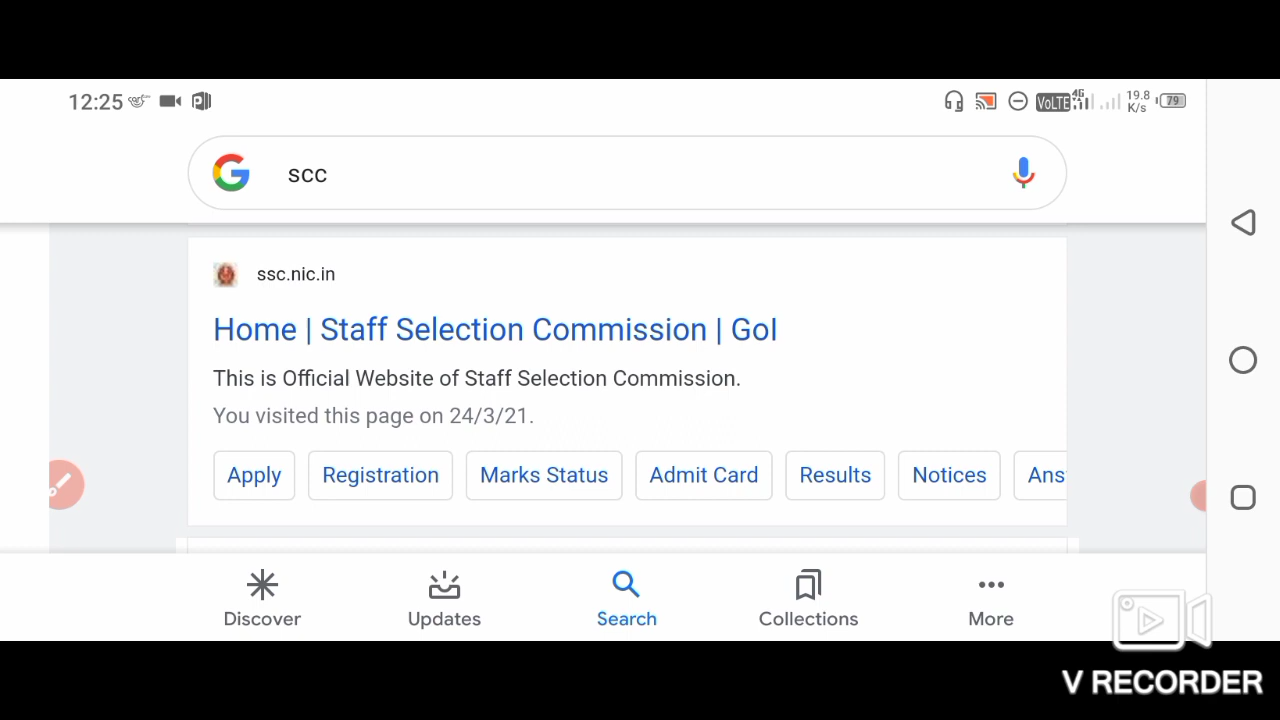 12:25 VoLTE 4G 19.8 K/s 79
scc
ssc.nic.in
Home | Staff Selection Commission | GoI
This is Official Website of Staff Selection Commission.
You visited this page on 24/3/21.
Apply Registration Marks Status Admit Card Results Notices Ans
Discover Updates Search Collections More
V RECORDER